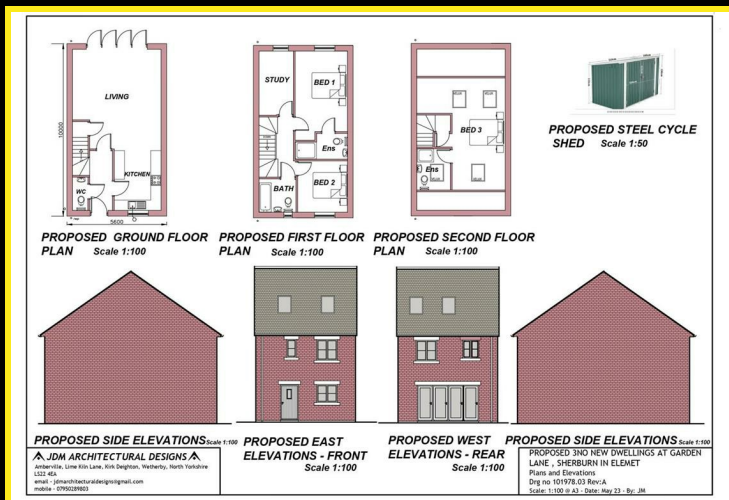 LIVING
10000
KITCHEN
WC
5600
PROPOSED GROUND FLOOR
PLAN Scale 1:100
STUDY
BED 1
Ens
BED 2
BATH
PROPOSED FIRST FLOOR
PLAN Scale 1:100
BED 3
Ens
PROPOSED SECOND FLOOR
PLAN Scale 1:100
PROPOSED STEEL CYCLE
SHED Scale 1:50
PROPOSED SIDE ELEVATIONS Scale 1:100
PROPOSED EAST
ELEVATIONS - FRONT
Scale 1:100
PROPOSED WEST
ELEVATIONS - REAR
Scale 1:100
PROPOSED SIDE ELEVATIONS Scale 1:100
JDM ARCHITECTURAL DESIGNS
Amberville, Lime Kiln Lane, Kirk Deighton, Wetherby, North Yorkshire
LS22 4EA
email - jdmarchitecturaldesigns@gmail.com
mobile - 07950289803
PROPOSED 3NO NEW DWELLINGS AT GARDEN
LANE , SHERBURN IN ELEMET
Plans and Elevations
Drg no 101978.03 Rev:A
Scale: 1:100 @ A3 - Date: May 23 - By: JM